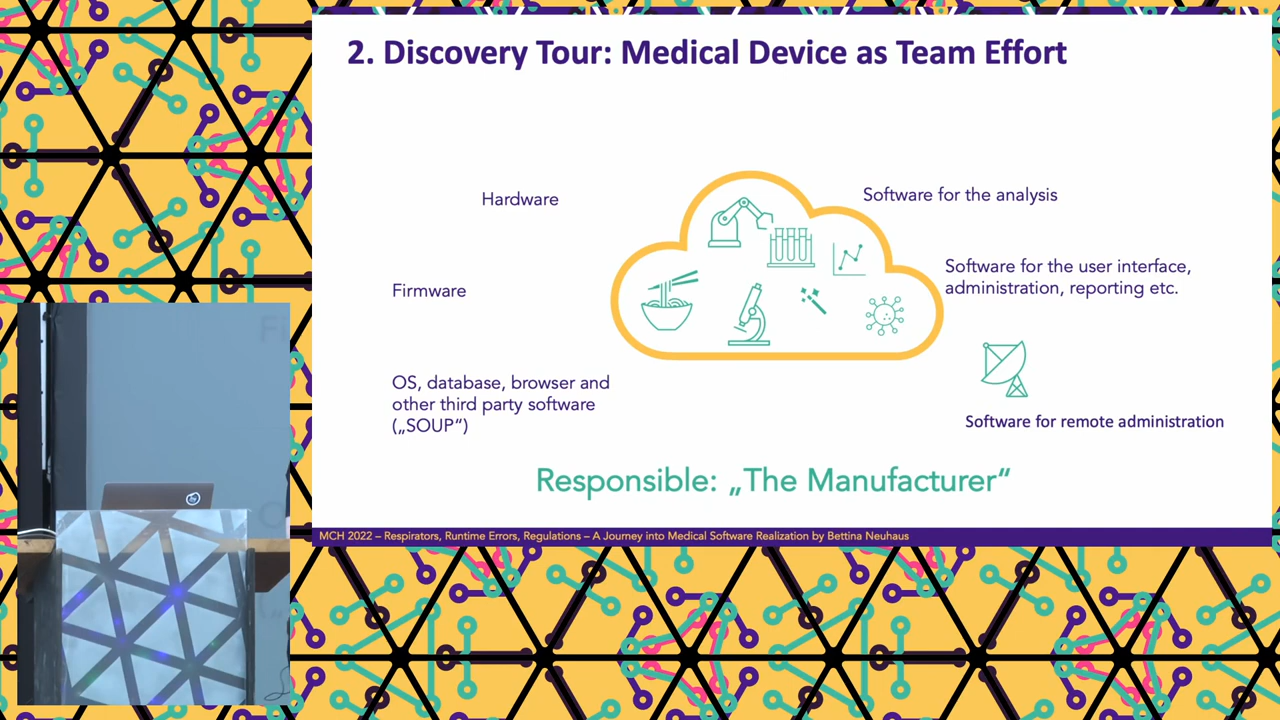 2. Discovery Tour: Medical Device as Team Effort
Hardware
Software for the analysis
Firmware
Software for the user interface,
administration, reporting etc.
OS, database, browser and
other third party software
(„SOUP“)
Software for remote administration
Responsible: „The Manufacturer“
MCH 2022 – Respirators, Runtime Errors, Regulations – A Journey into Medical Software Realization by Bettina Neuhaus